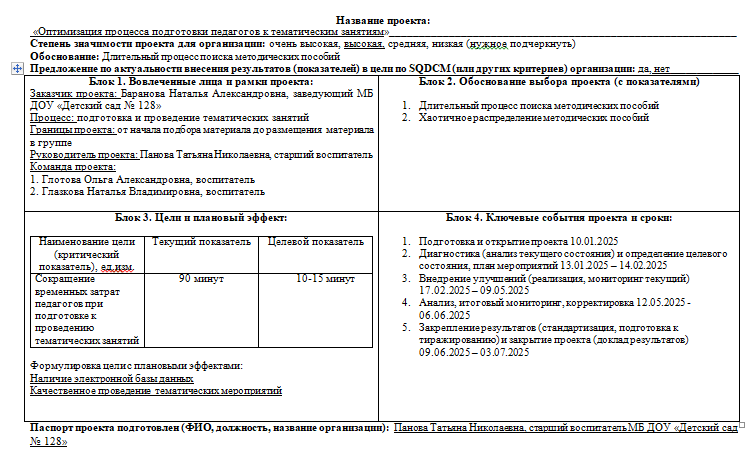 Название проекта:
«Оптимизация процесса подготовки педагогов к тематическим занятиям»
Степень значимости проекта для организации: очень высокая, высокая, средняя, низкая (нужное подчеркнуть)
Обоснование: Длительный процесс поиска методических пособий
Предложение по актуальности внесения результатов (показателей) в цели по SQDCM (или других критериев) организации: да, нет
Блок 1. Вовлеченные лица и рамки проекта:
Заказчик проекта: Баранова Наталья Александровна, заведующий МБ
ДОУ «Детский сад № 128»
Процесс: подготовка и проведение тематических занятий
Границы проекта: от начала подбора материала до размещения материала
в группе
Руководитель проекта: Панова Татьяна Николаевна, старший воспитатель
Команда проекта:
1. Глотова Ольга Александровна, воспитатель
2. Глазкова Наталья Владимировна, воспитатель
Блок 2. Обоснование выбора проекта (с показателями)
1. Длительный процесс поиска методических пособий
2. Хаотичное распределение методических пособий
Блок 3. Цели и плановый эффект:
Наименование цели
(критический
показатель), ед.изм.
Текущий показатель
Целевой показатель
Сокращение
временных затрат
педагогов при
подготовке к
проведению
тематических занятий
90 минут
10-15 минут
Формулировка цели с плановыми эффектами:
Наличие электронной базы данных
Качественное проведение тематических мероприятий
Блок 4. Ключевые события проекта и сроки:
1. Подготовка и открытие проекта 10.01.2025
2. Диагностика (анализ текущего состояния) и определение целевого
состояния, план мероприятий 13.01.2025 – 14.02.2025
3. Внедрение улучшений (реализация, мониторинг текущий)
17.02.2025 – 09.05.2025
4. Анализ, итоговый мониторинг, корректировка 12.05.2025 -
06.06.2025
5. Закрепление результатов (стандартизация, подготовка к
тиражированию) и закрытие проекта (доклад результатов)
09.06.2025 – 03.07.2025
Паспорт проекта подготовлен (ФИО, должность, название организации): Панова Татьяна Николаевна, старший воспитатель МБ ДОУ «Детский сад
№ 128»